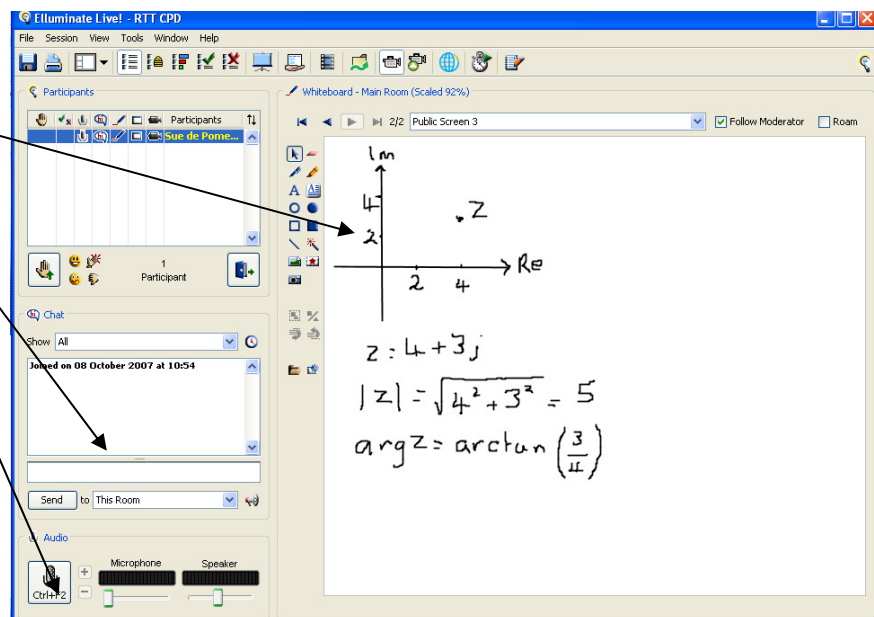 Elluminate Live! - RTT CPD
File Session View Tools Window Help
Participants
Participants
Sue de Pome...
1
Participant
Chat
Show All
Joined on 08 October 2007 at 10:54
Send to This Room
Audio
Microphone Speaker
Ctrl+F2
Whiteboard - Main Room (Scaled 92%)
2/2 Public Screen 3 Follow Moderator Roam
Im
4
Z
2
Re
2 4
z = 4 + 3j
|z| = √(4² + 3²) = 5
arg z = arctan (3/4)